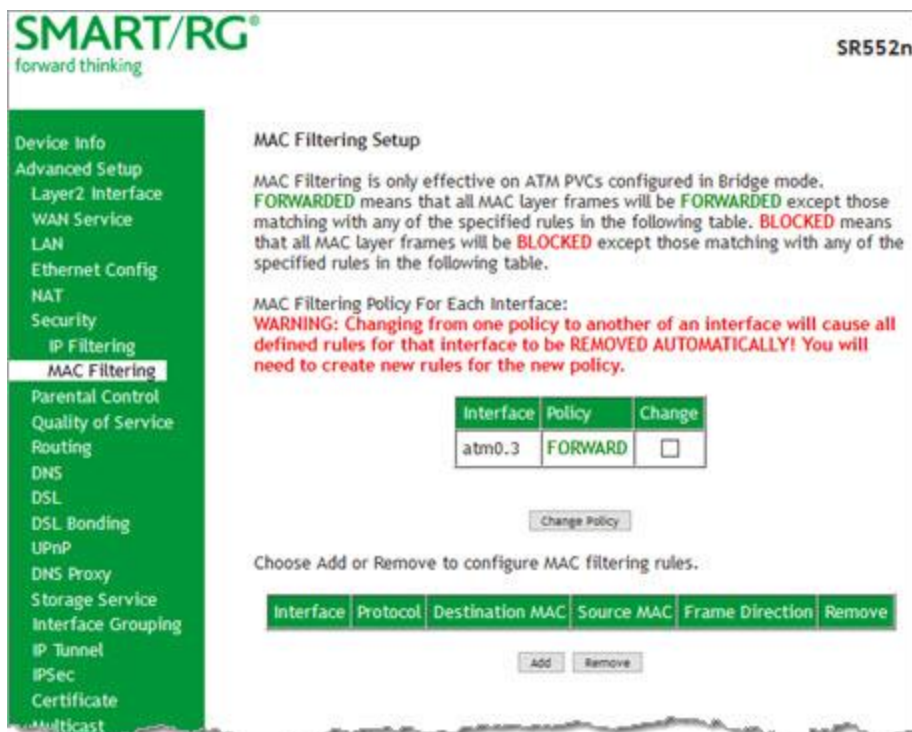 SMART/RG®
forward thinking
SR552n
Device Info
Advanced Setup
Layer2 Interface
WAN Service
LAN
Ethernet Config
NAT
Security
IP Filtering
MAC Filtering
Parental Control
Quality of Service
Routing
DNS
DSL
DSL Bonding
UPnP
DNS Proxy
Storage Service
Interface Grouping
IP Tunnel
IPSec
Certificate
Multicast
MAC Filtering Setup
MAC Filtering is only effective on ATM PVCs configured in Bridge mode.
FORWARDED means that all MAC layer frames will be FORWARDED except those
matching with any of the specified rules in the following table. BLOCKED means
that all MAC layer frames will be BLOCKED except those matching with any of the
specified rules in the following table.
MAC Filtering Policy For Each Interface:
WARNING: Changing from one policy to another of an interface will cause all
defined rules for that interface to be REMOVED AUTOMATICALLY! You will
need to create new rules for the new policy.
Interface Policy Change
atm0.3 FORWARD
Change Policy
Choose Add or Remove to configure MAC filtering rules.
Interface Protocol Destination MAC Source MAC Frame Direction Remove
Add Remove